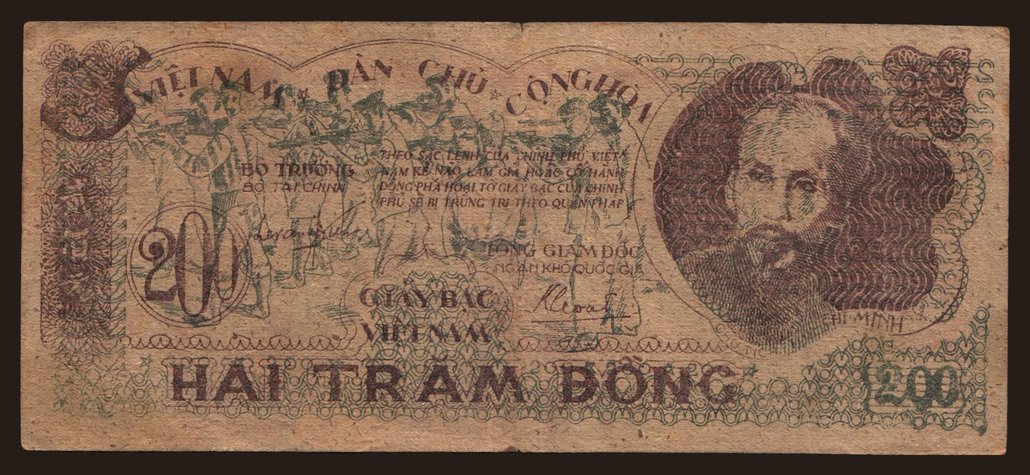 VIỆT NAM DÂN CHỦ CỘNG HÒA
BỘ TRƯỞNG
BỘ TÀI CHÍNH
THEO SẮC LỆNH CỦA CHÍNH PHỦ VIỆT
NAM KẺ NÀO LÀM GIẢ HOẶC CÓ HÀNH
ĐỘNG PHÁ HOẠI TỜ GIẤY BẠC CỦA CHÍNH
PHỦ SẼ BỊ TRỪNG TRỊ THEO QUÂN PHÁP
200
TỔNG GIÁM ĐỐC
NGÂN KHỐ QUỐC GIA
GIẤY BẠC
VIỆT NAM
CHÍ MINH
HAI TRĂM ĐỒNG
200